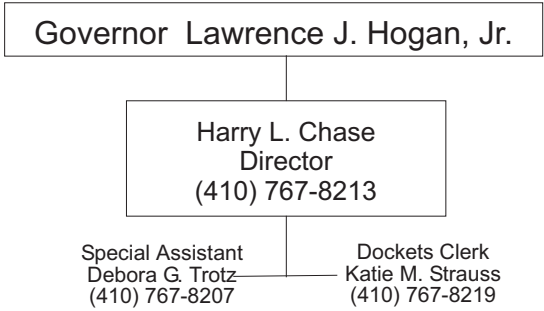 Governor Lawrence J. Hogan, Jr.
Harry L. Chase
Director
(410) 767-8213
Special Assistant
Debora G. Trotz
(410) 767-8207
Dockets Clerk
Katie M. Strauss
(410) 767-8219